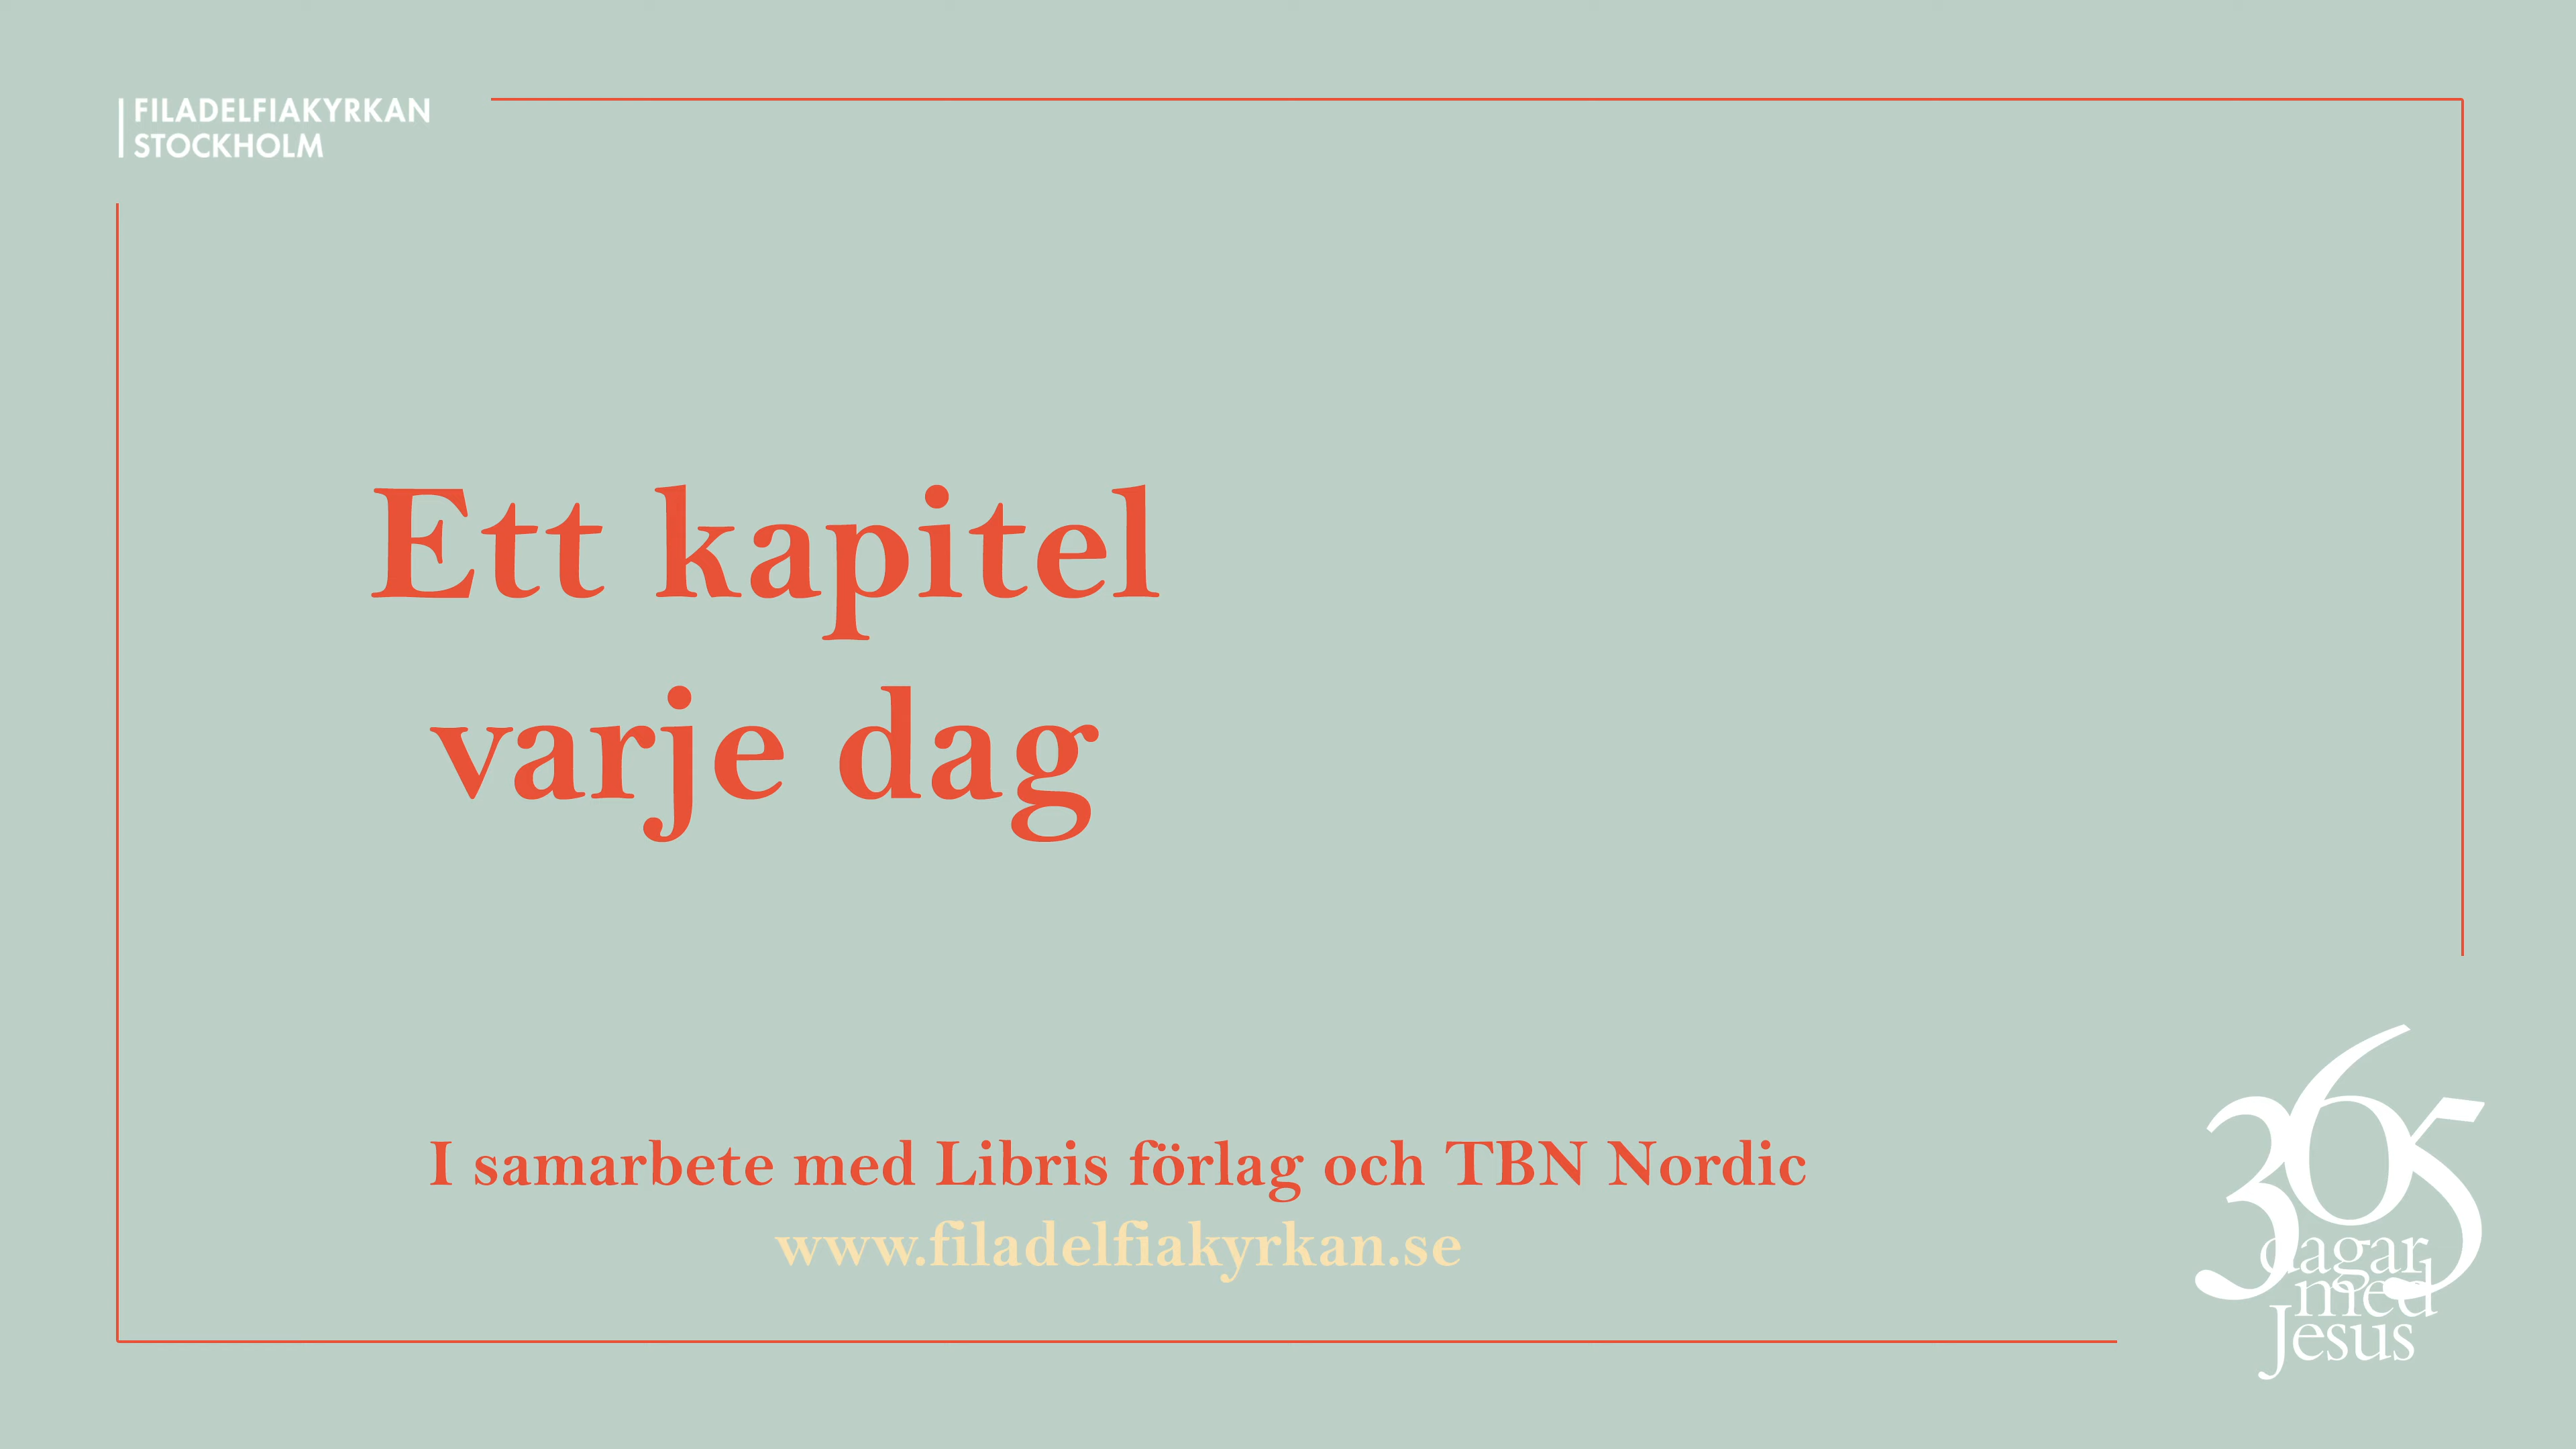 FILADELFIAKYRKAN
STOCKHOLM
Ett kapitel
varje dag
I samarbete med Libris förlag och TBN Nordic
www.filadelfiakyrkan.se
365
dagar
med
Jesus